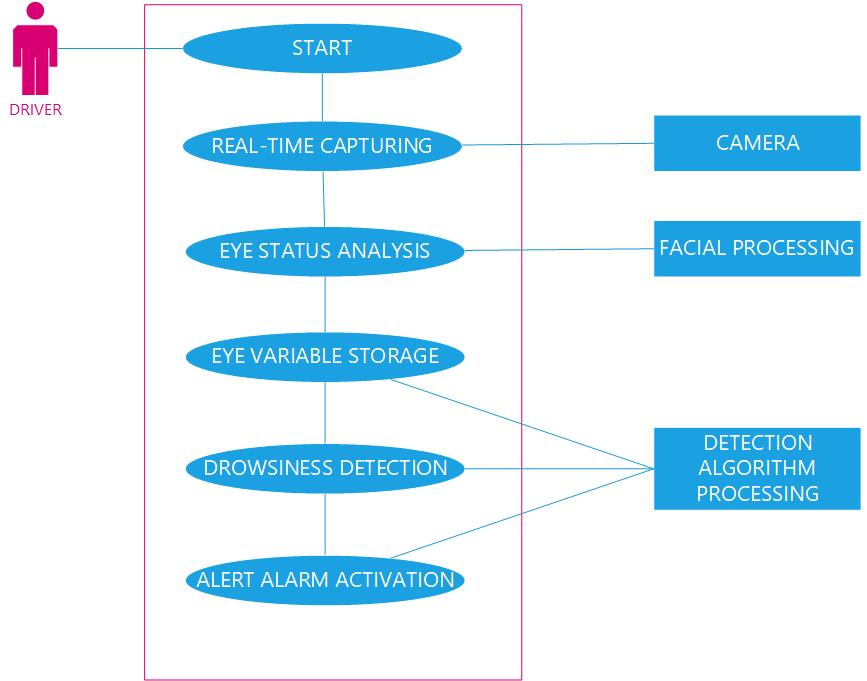 START
DRIVER
REAL-TIME CAPTURING
CAMERA
EYE STATUS ANALYSIS
FACIAL PROCESSING
EYE VARIABLE STORAGE
DROWSINESS DETECTION
DETECTION
ALGORITHM
PROCESSING
ALERT ALARM ACTIVATION